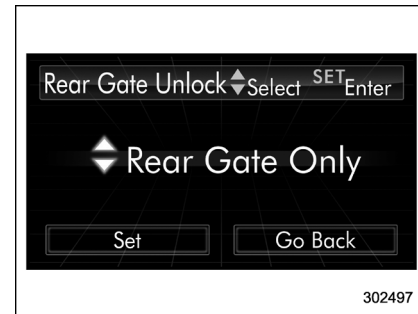 Rear Gate Unlock Select SET Enter
Rear Gate Only
Set Go Back
302497